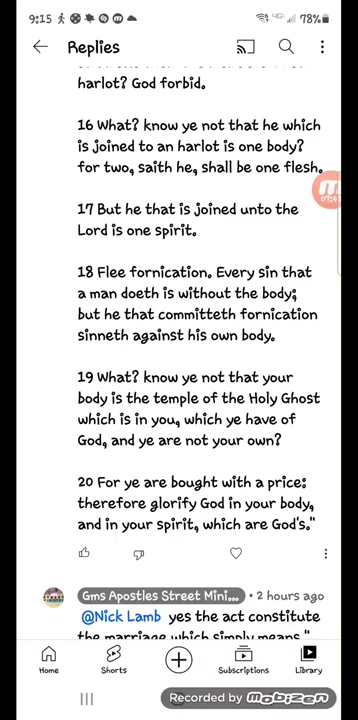 9:15
78%
Replies
harlot? God forbid.
16 What? know ye not that he which
is joined to an harlot is one body?
for two, saith he, shall be one flesh.
17 But he that is joined unto the
Lord is one spirit.
18 Flee fornication. Every sin that
a man doeth is without the body;
but he that committeth fornication
sinneth against his own body.
19 What? know ye not that your
body is the temple of the Holy Ghost
which is in you, which ye have of
God, and ye are not your own?
20 For ye are bought with a price:
therefore glorify God in your body,
and in your spirit, which are God's."
Gms Apostles Street Mini... • 2 hours ago
@Nick Lamb yes the act constitute
the marriage which simply means "
Home Shorts Subscriptions Library
Recorded by mobizen